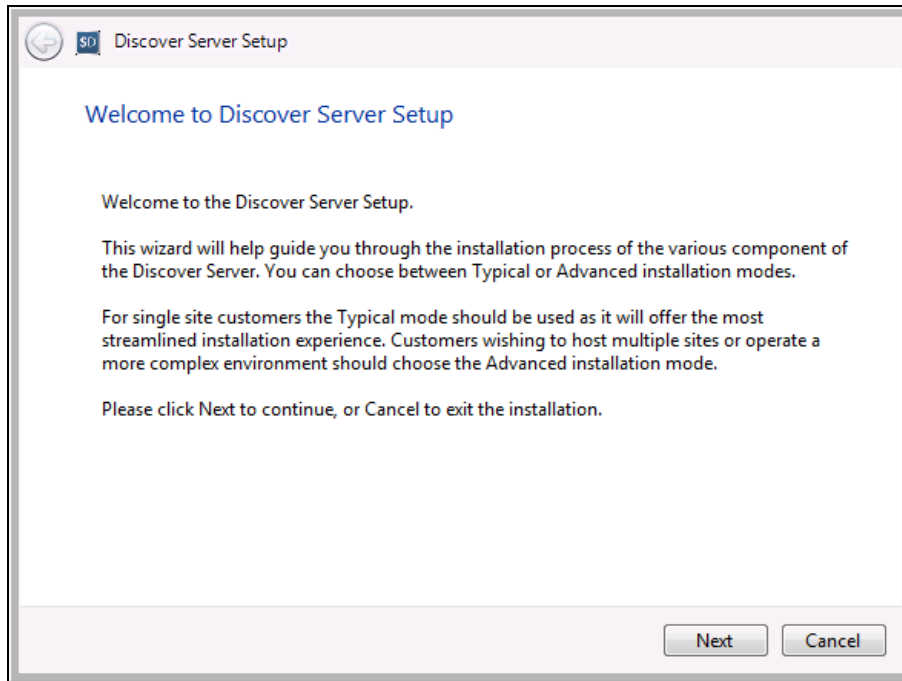 SD Discover Server Setup
Welcome to Discover Server Setup
Welcome to the Discover Server Setup.
This wizard will help guide you through the installation process of the various component of
the Discover Server. You can choose between Typical or Advanced installation modes.
For single site customers the Typical mode should be used as it will offer the most
streamlined installation experience. Customers wishing to host multiple sites or operate a
more complex environment should choose the Advanced installation mode.
Please click Next to continue, or Cancel to exit the installation.
Next Cancel